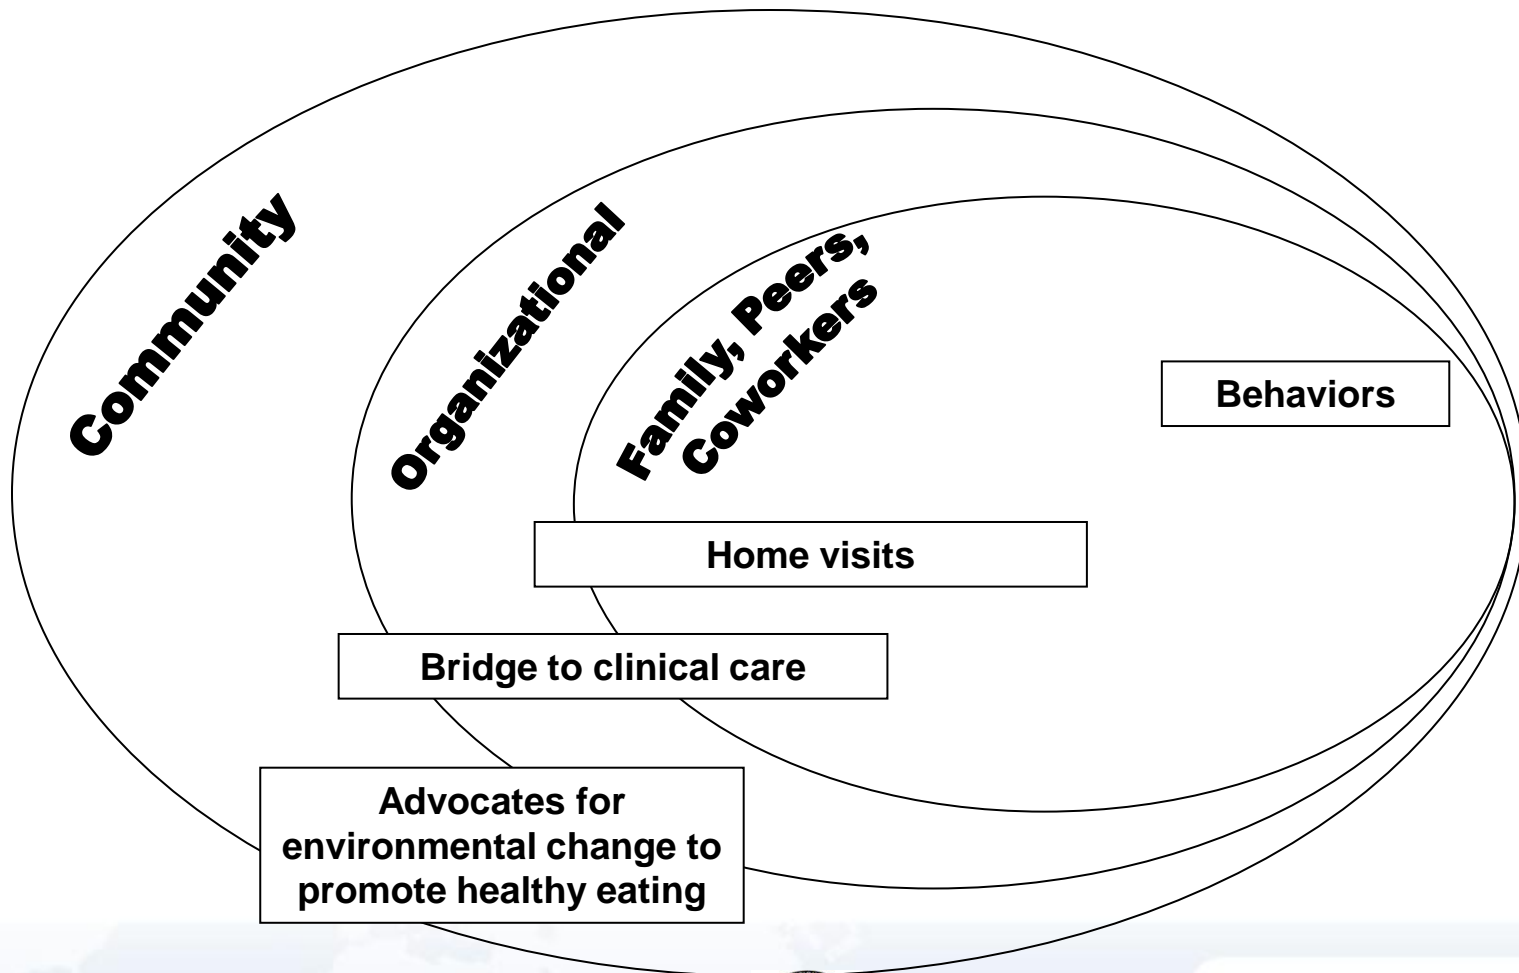 Community
Organizational
Family, Peers,
Coworkers
Behaviors
Home visits
Bridge to clinical care
Advocates for
environmental change to
promote healthy eating